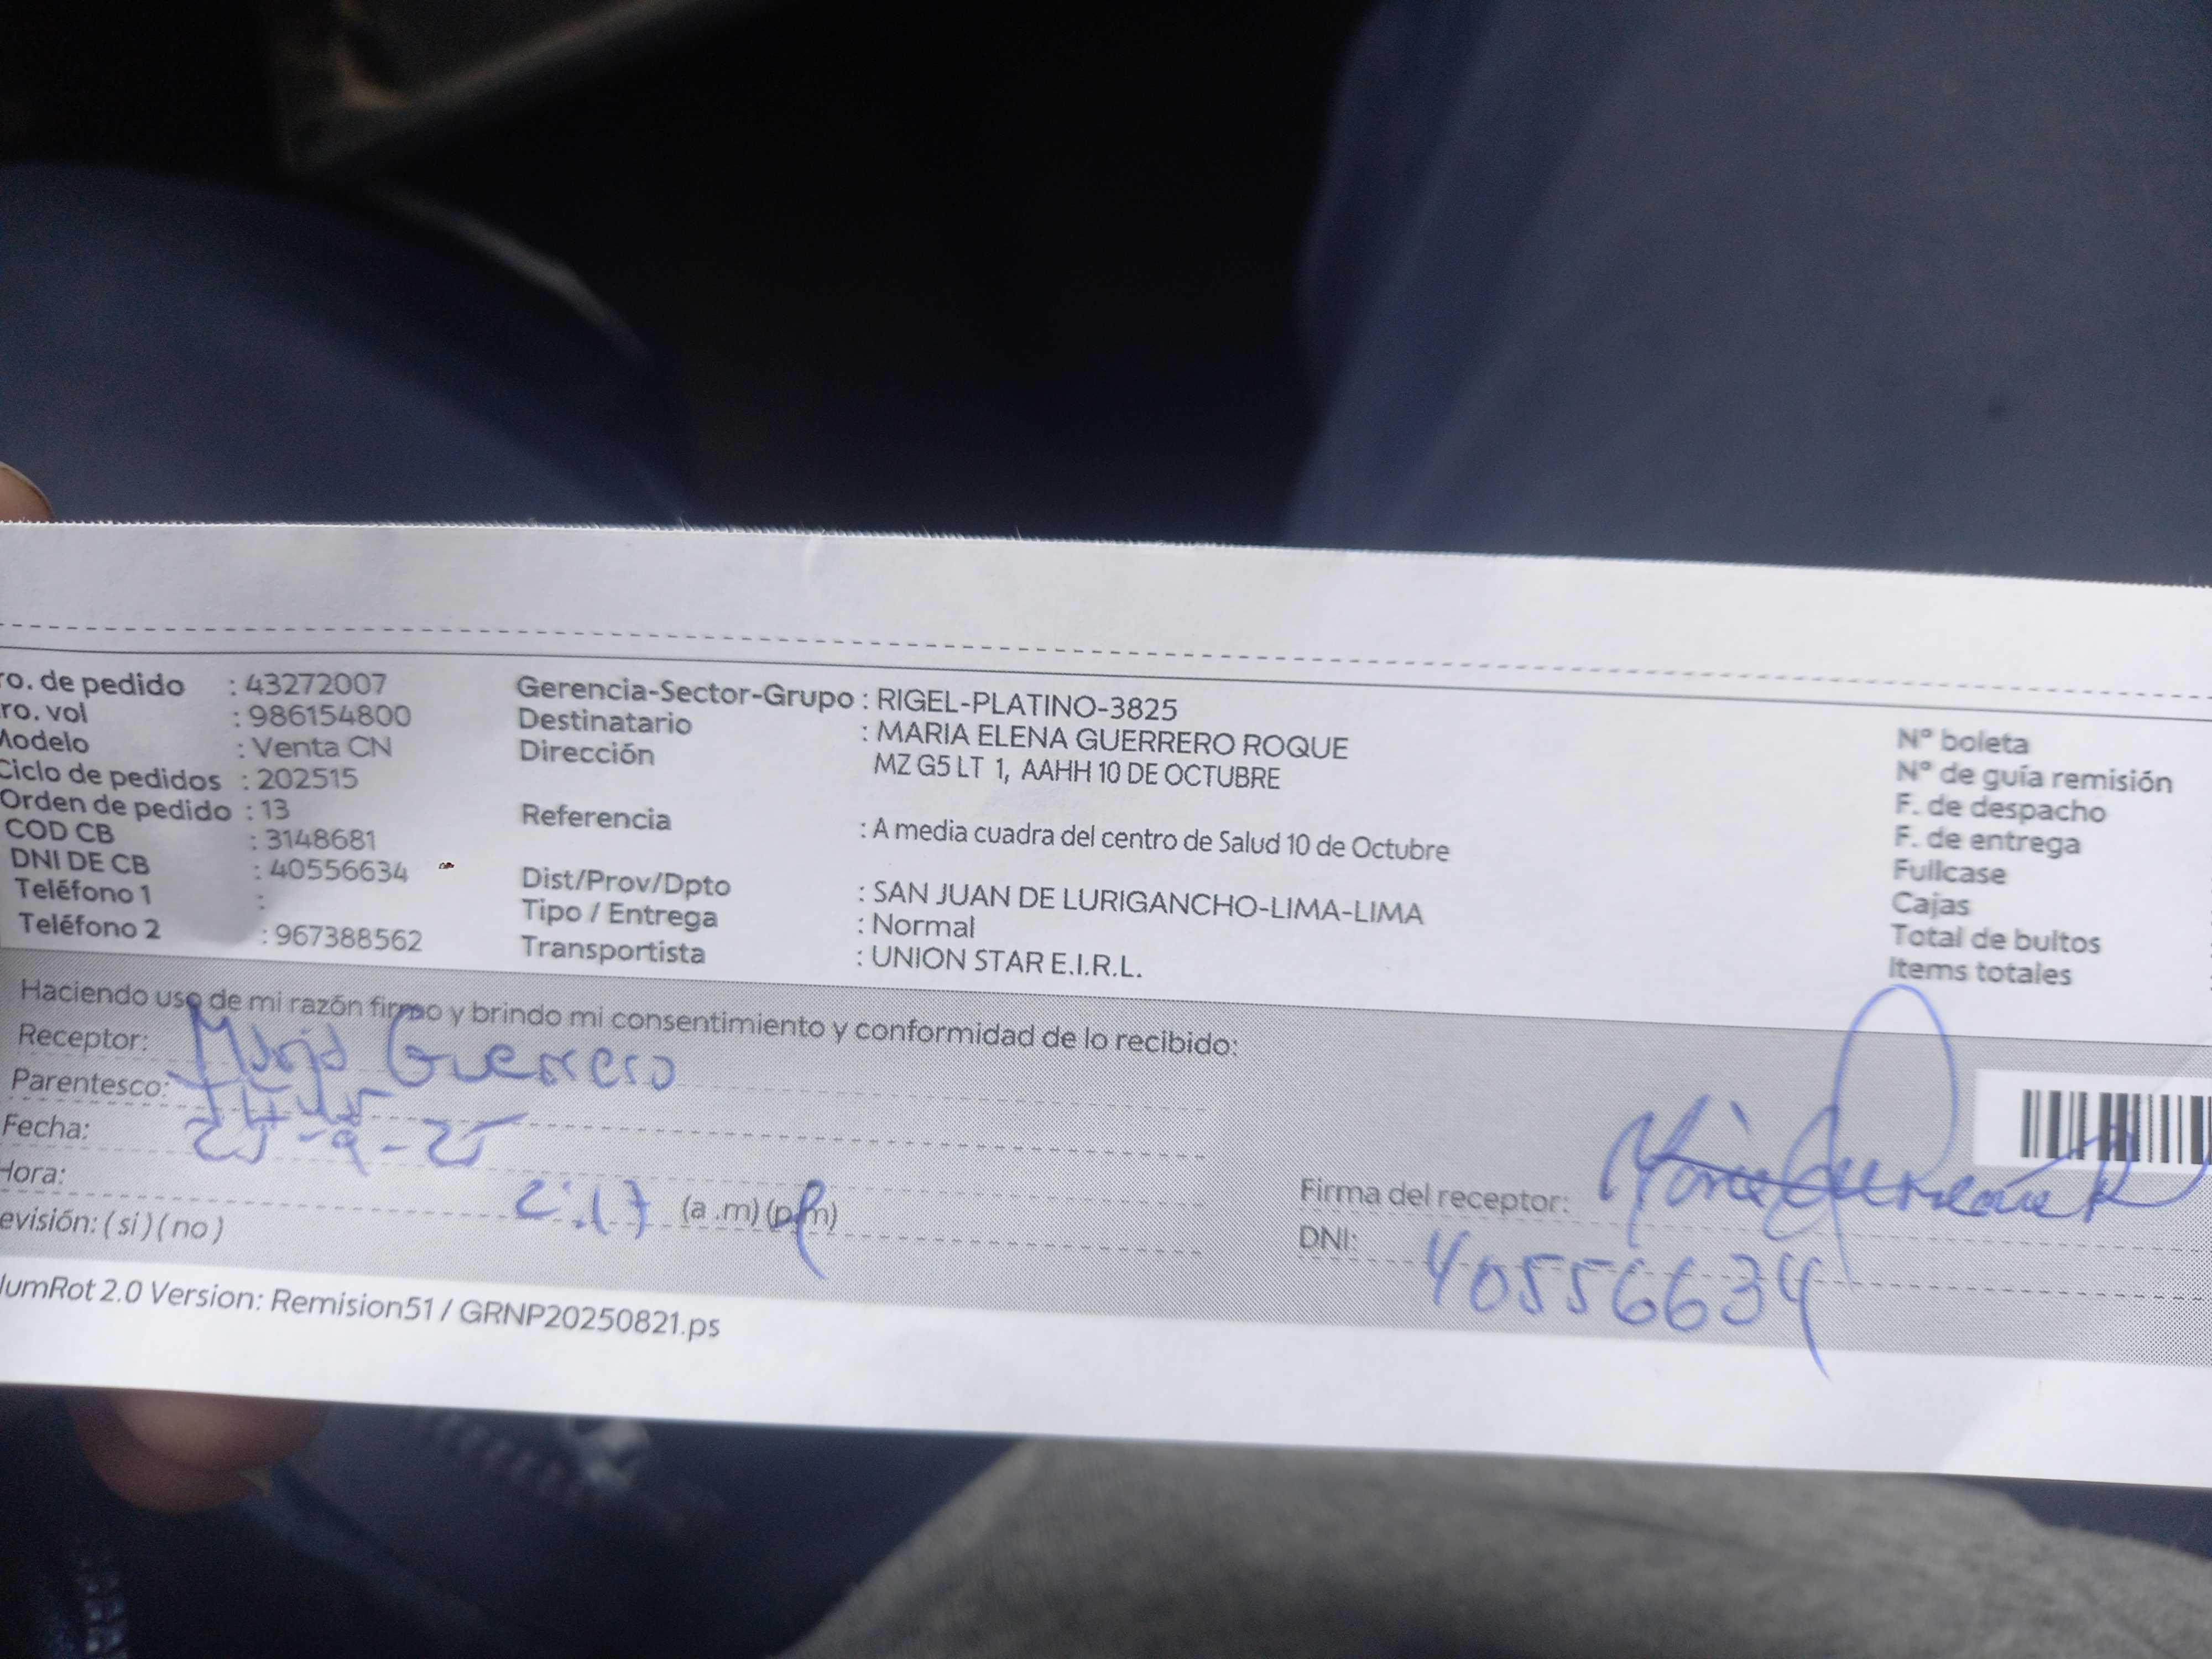 ro. de pedido : 43272007
ro. vol : 986154800
Modelo : Venta CN
Ciclo de pedidos : 202515
Orden de pedido : 13
COD CB : 3148681
DNI DE CB : 40556634
Teléfono 1 :
Teléfono 2 : 967388562
Gerencia-Sector-Grupo : RIGEL-PLATINO-3825
Destinatario : MARIA ELENA GUERRERO ROQUE
Dirección MZ G5 LT 1, AAHH 10 DE OCTUBRE
Referencia : A media cuadra del centro de Salud 10 de Octubre
Dist/Prov/Dpto : SAN JUAN DE LURIGANCHO-LIMA-LIMA
Tipo / Entrega : Normal
Transportista : UNION STAR E.I.R.L.
N° boleta
N° de guía remisión
F. de despacho
F. de entrega
Fullcase
Cajas
Total de bultos
Items totales
Haciendo uso de mi razón firmo y brindo mi consentimiento y conformidad de lo recibido:
Receptor: Maria Guerrero
Parentesco:
Fecha: 25-9-25
Hora: 2:17 (a .m) (p.m)
evisión: ( si ) ( no )
Firma del receptor:
DNI: 40556634
lumRot 2.0 Version: Remision51 / GRNP20250821.ps